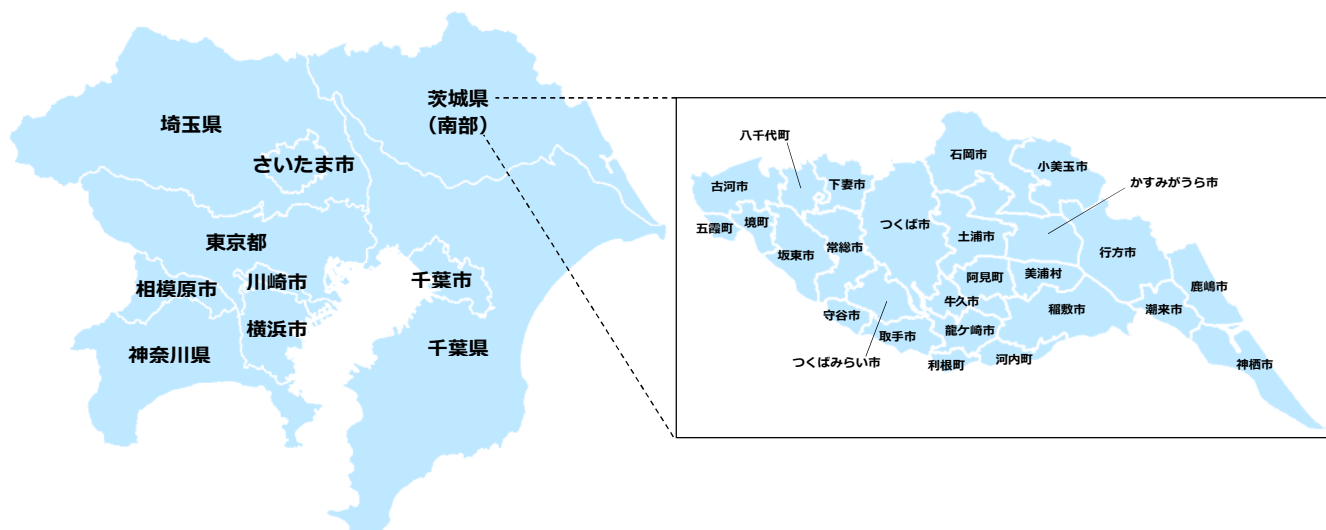 埼玉県
さいたま市
茨城県
（南部）
東京都
相模原市
川崎市
横浜市
神奈川県
千葉市
千葉県
八千代町
石岡市
小美玉市
かすみがうら市
古河市
下妻市
五霞町
境町
つくば市
坂東市
常総市
土浦市
行方市
阿見町
美浦村
鹿嶋市
牛久市
稲敷市
潮来市
守谷市
取手市
龍ケ崎市
つくばみらい市
利根町
河内町
神栖市